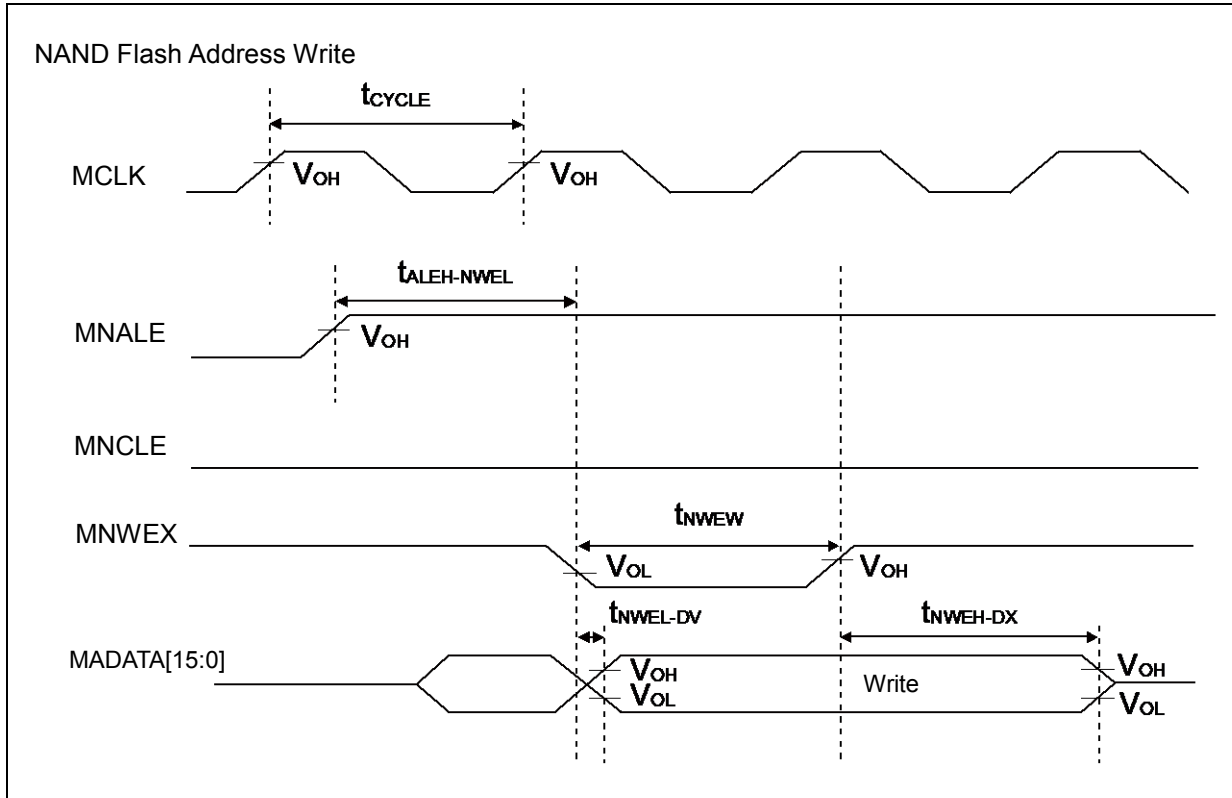 NAND Flash Address Write
tCYCLE
MCLK
VOH
VOH
tALEH-NWEL
MNALE
VOH
MNCLE
tNWEW
MNWEX
VOL
VOH
tNWEL-DV
tNWEH-DX
MADATA[15:0]
VOH
VOL
Write
VOH
VOL